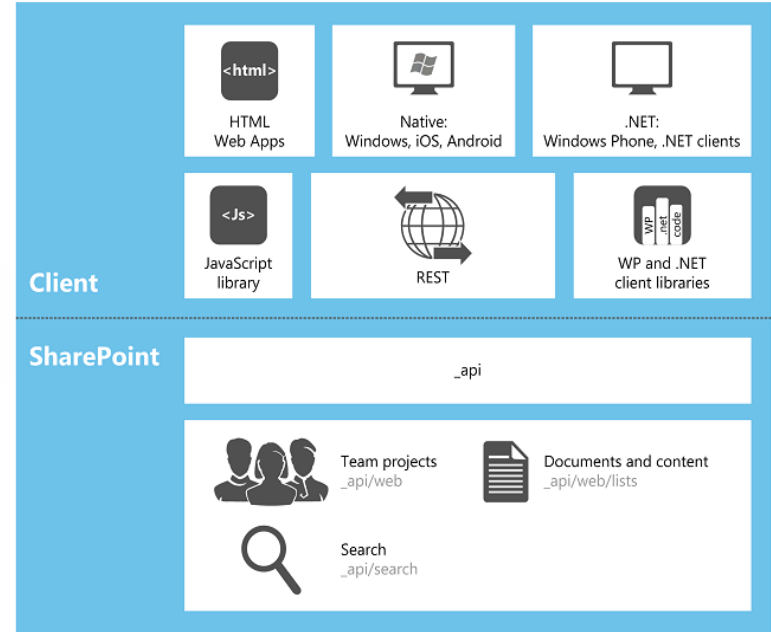 <html>
HTML
Web Apps
Native:
Windows, iOS, Android
.NET:
Windows Phone, .NET clients
<Js>
JavaScript
library
REST
WP
.net
code
WP and .NET
client libraries
Client
SharePoint
_api
Team projects
_api/web
Documents and content
_api/web/lists
Search
_api/search